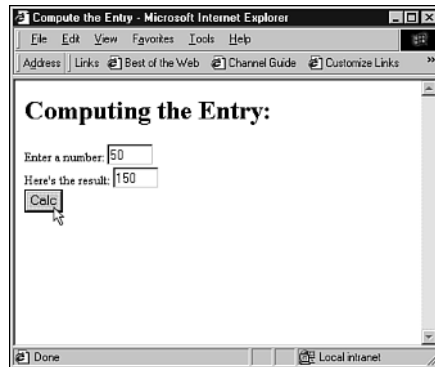 Compute the Entry - Microsoft Internet Explorer
File Edit View Favorites Tools Help
Address Links Best of the Web Channel Guide Customize Links »
Computing the Entry:
Enter a number: 50
Here's the result: 150
Calc
Done Local intranet